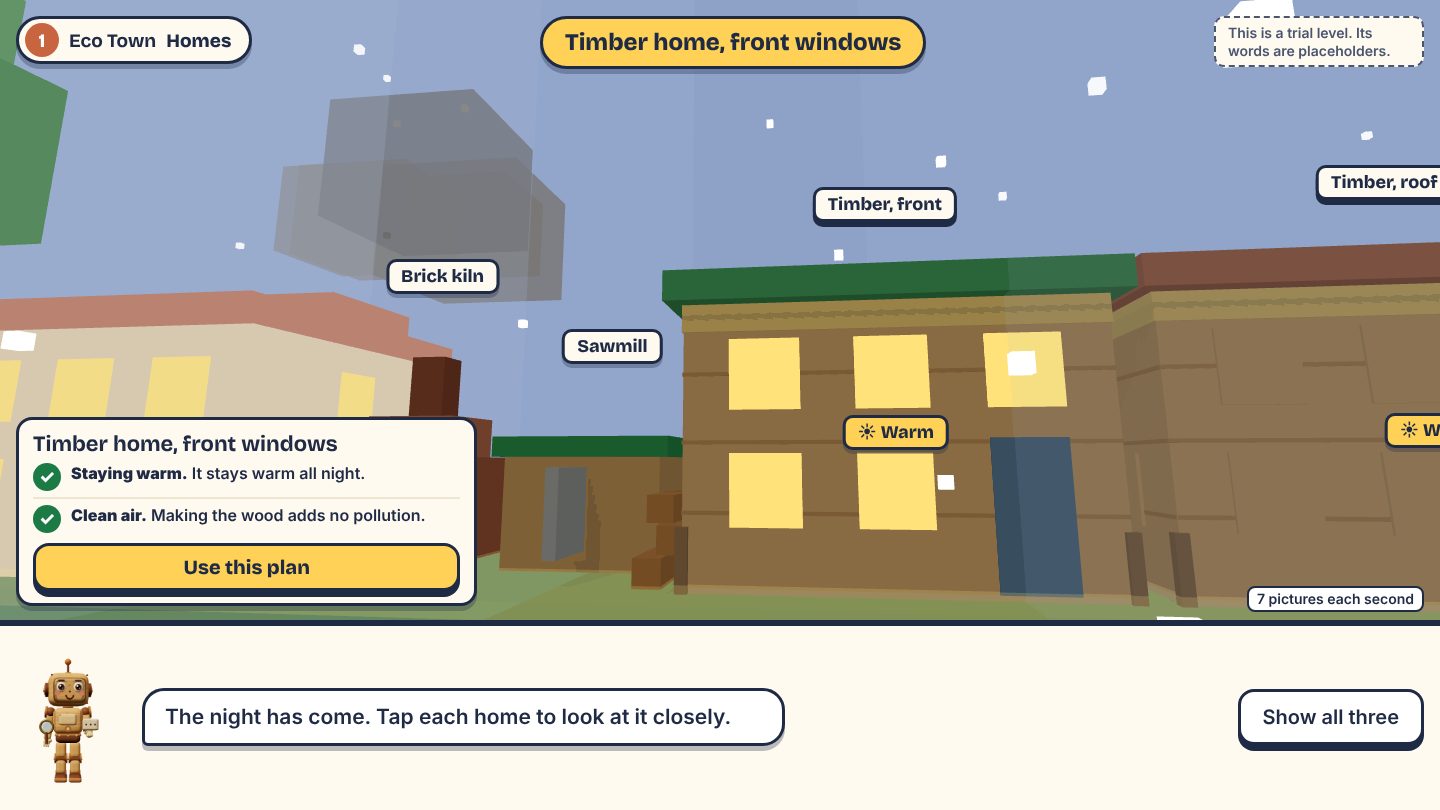 1 Eco Town Homes
Timber home, front windows
This is a trial level. Its
words are placeholders.
Timber, roof
Timber, front
Brick kiln
Sawmill
Warm
W
Timber home, front windows
Staying warm. It stays warm all night.
Clean air. Making the wood adds no pollution.
Use this plan
7 pictures each second
The night has come. Tap each home to look at it closely.
Show all three